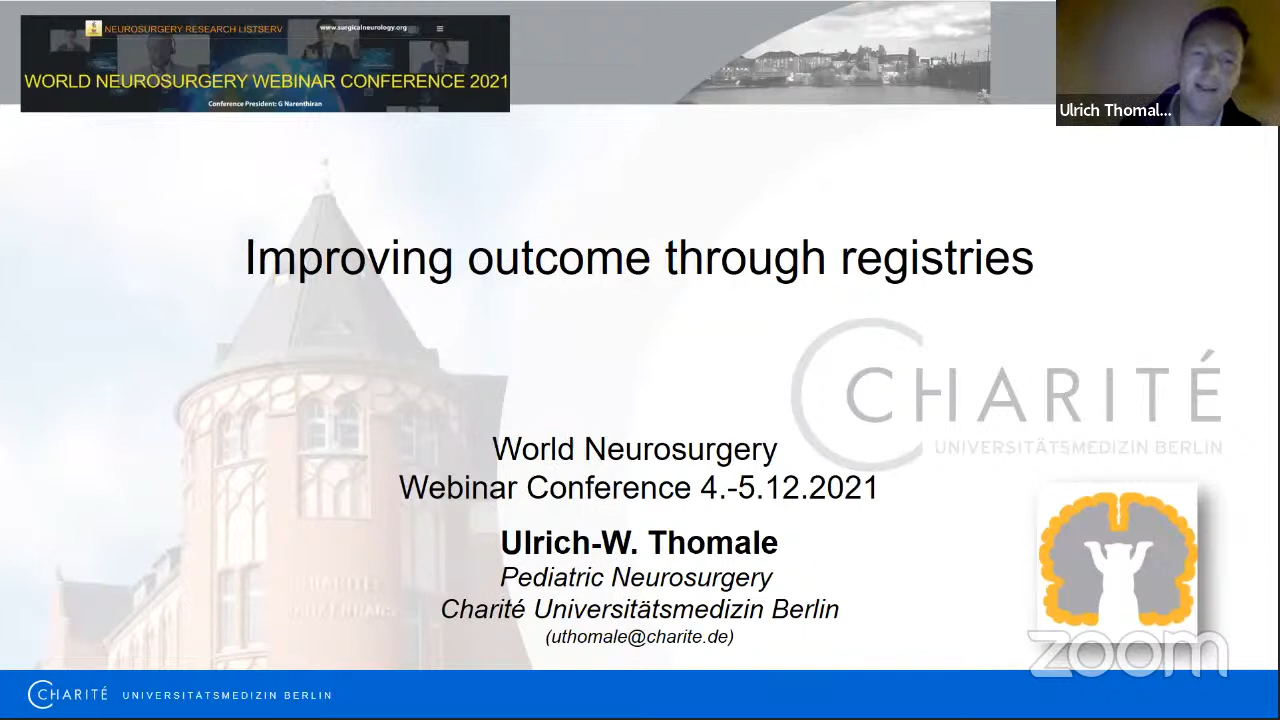 NEUROSURGERY RESEARCH LISTSERV
www.surgicalneurology.org
WORLD NEUROSURGERY WEBINAR CONFERENCE 2021
Conference President: G Narenthiran
Ulrich Thomal...
Improving outcome through registries
CHARITÉ
UNIVERSITÄTSMEDIZIN BERLIN
World Neurosurgery
Webinar Conference 4.-5.12.2021
Ulrich-W. Thomale
Pediatric Neurosurgery
Charité Universitätsmedizin Berlin
(uthomale@charite.de)
zoom
CHARITÉ UNIVERSITÄTSMEDIZIN BERLIN